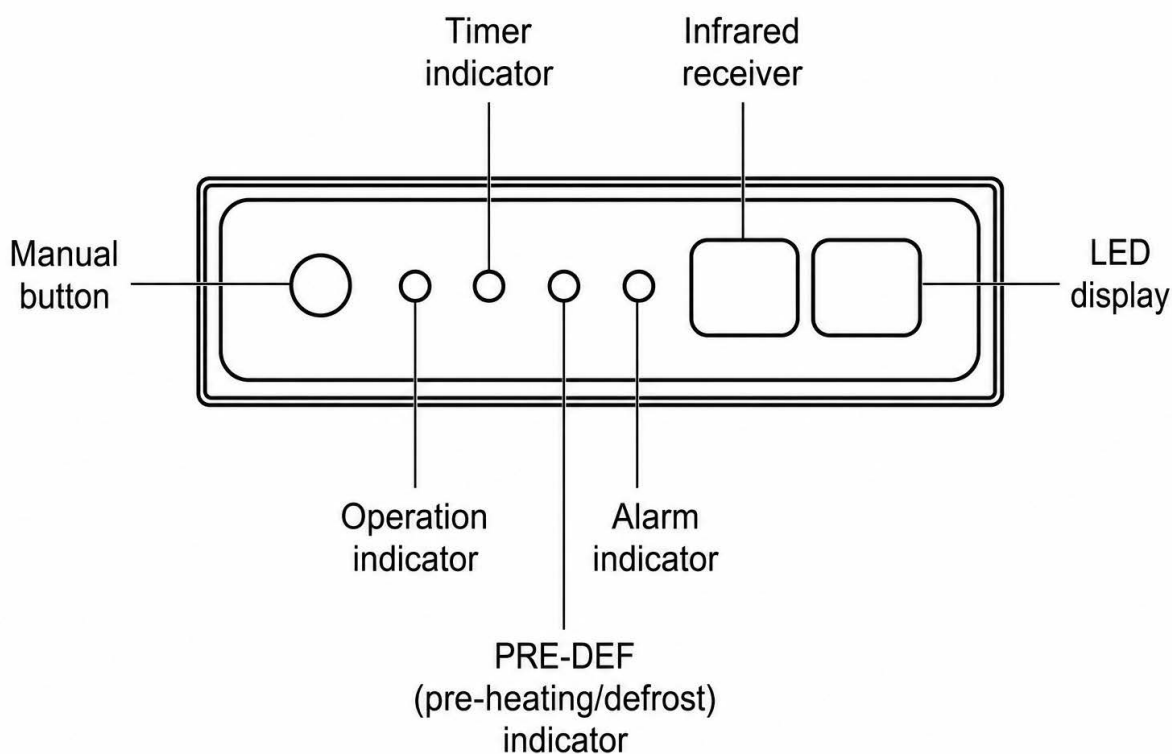 Timer
indicator
Infrared
receiver
Manual
button
LED
display
Operation
indicator
Alarm
indicator
PRE-DEF
(pre-heating/defrost)
indicator